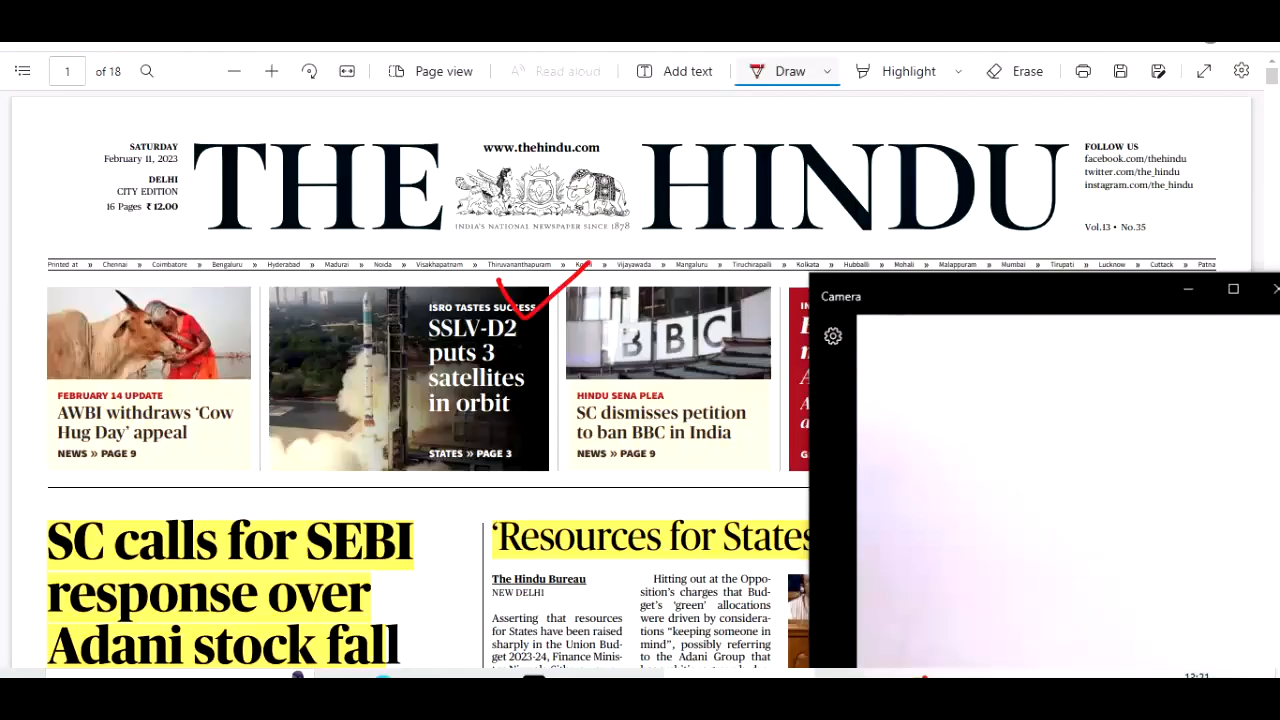 1 of 18 Page view Read aloud Add text Draw Highlight Erase
SATURDAY
February 11, 2023
DELHI
CITY EDITION
16 Pages ₹ 12.00
THE HINDU
www.thehindu.com
INDIA'S NATIONAL NEWSPAPER SINCE 1878
FOLLOW US
facebook.com/thehindu
twitter.com/the_hindu
instagram.com/the_hindu
Vol.13 • No.35
Printed at » Chennai » Coimbatore » Bengaluru » Hyderabad » Madurai » Noida » Visakhapatnam » Thiruvananthapuram » » Vijayawada » Mangaluru » Tiruchirapalli » Kolkata » Hubballi » Mohali » Malappuram » Mumbai » Tirupati » Lucknow » Cuttack » Patna
FEBRUARY 14 UPDATE
AWBI withdraws ‘Cow
Hug Day’ appeal
NEWS » PAGE 9
ISRO TASTES SUCCESS
SSLV-D2
puts 3
satellites
in orbit
STATES » PAGE 3
BBC
HINDU SENA PLEA
SC dismisses petition
to ban BBC in India
NEWS » PAGE 9
Camera
SC calls for SEBI
response over
Adani stock fall
‘Resources for States
The Hindu Bureau
NEW DELHI
Asserting that resources
for States have been raised
sharply in the Union Bud-
get 2023-24, Finance Minis-
Hitting out at the Oppo-
sition's charges that Bud-
get's ‘green’ allocations
were driven by considera-
tions “keeping someone in
mind”, possibly referring
to the Adani Group that